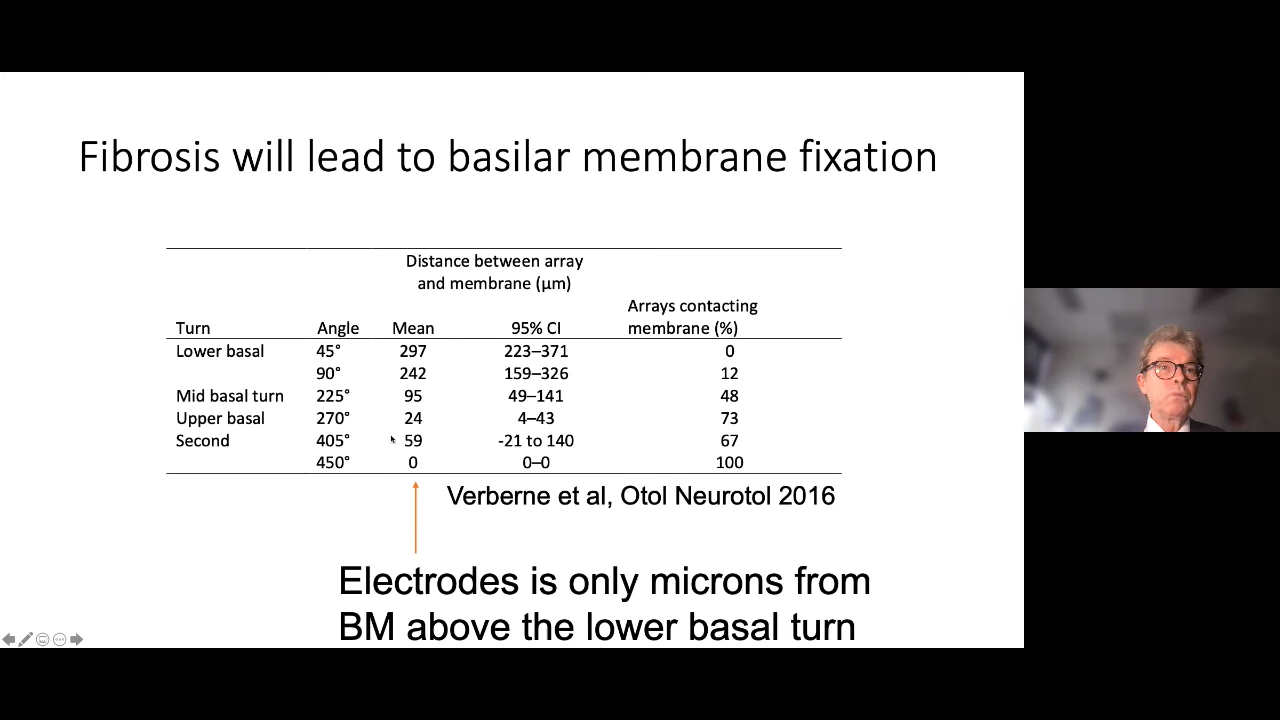 Fibrosis will lead to basilar membrane fixation
Distance between array
and membrane (µm)
Arrays contacting
Turn Angle Mean 95% CI membrane (%)
Lower basal 45° 297 223–371 0
90° 242 159–326 12
Mid basal turn 225° 95 49–141 48
Upper basal 270° 24 4–43 73
Second 405° 59 -21 to 140 67
450° 0 0–0 100
Verberne et al, Otol Neurotol 2016
Electrodes is only microns from
BM above the lower basal turn